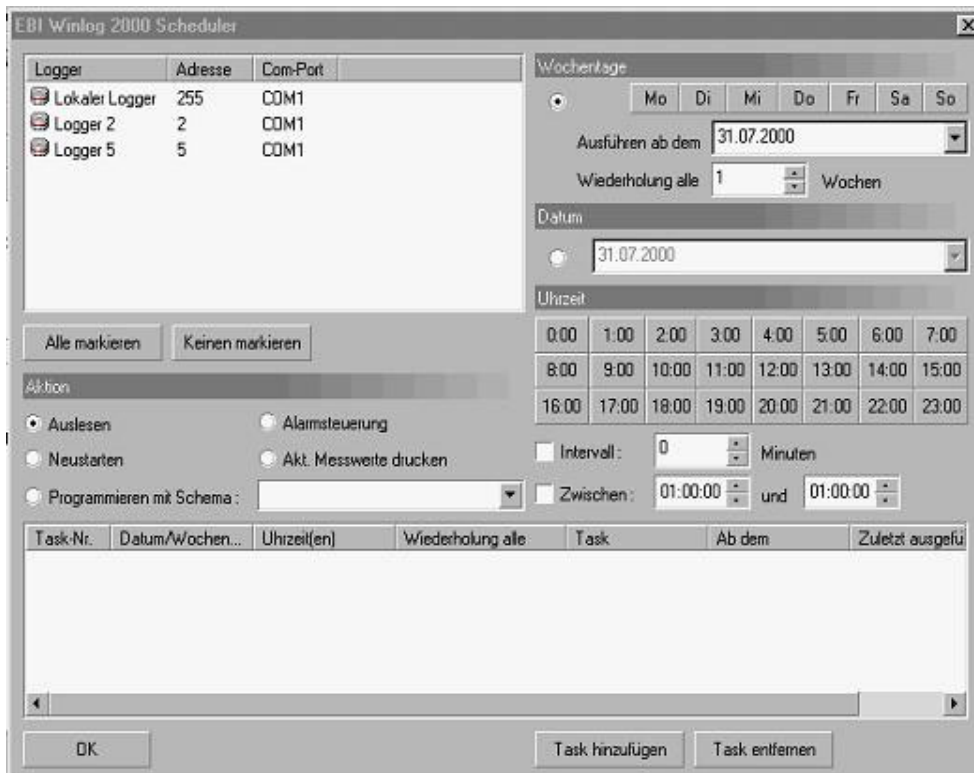 EBI Winlog 2000 Scheduler
Logger Adresse Com-Port
Lokaler Logger 255 COM1
Logger 2 2 COM1
Logger 5 5 COM1
Alle markieren Keinen markieren
Aktion
Auslesen Alarmsteuerung
Neustarten Akt. Messwerte drucken
Programmieren mit Schema :
Wochentage
Mo Di Mi Do Fr Sa So
Ausführen ab dem 31.07.2000
Wiederholung alle 1 Wochen
Datum
31.07.2000
Uhrzeit
0:00 1:00 2:00 3:00 4:00 5:00 6:00 7:00
8:00 9:00 10:00 11:00 12:00 13:00 14:00 15:00
16:00 17:00 18:00 19:00 20:00 21:00 22:00 23:00
Intervall : 0 Minuten
Zwischen : 01:00:00 und 01:00:00
Task-Nr. Datum/Wochen... Uhrzeit(en) Wiederholung alle Task Ab dem Zuletzt ausgefü
OK Task hinzufügen Task entfernen